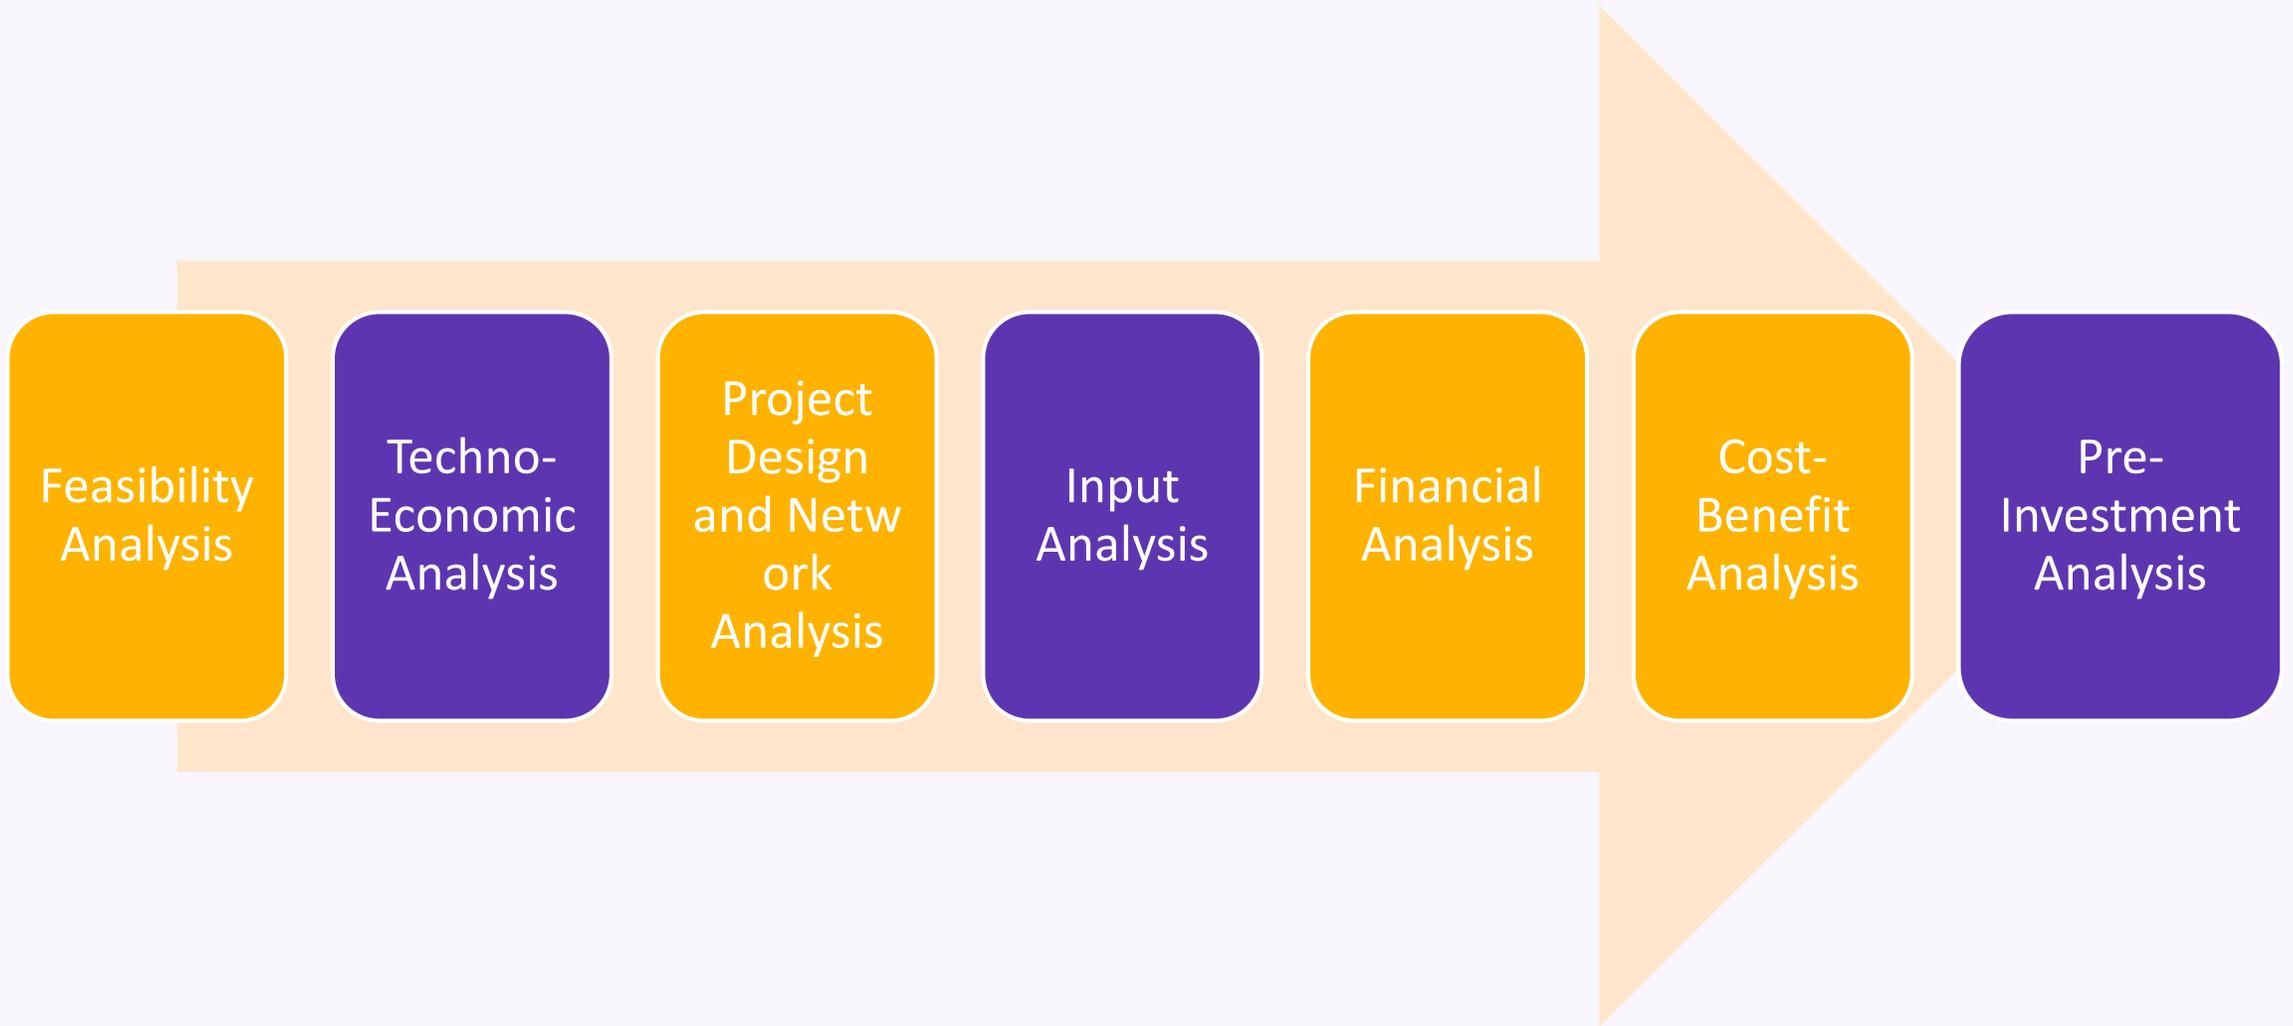 Feasibility
Analysis
Techno-
Economic
Analysis
Project
Design
and Netw
ork
Analysis
Input
Analysis
Financial
Analysis
Cost-
Benefit
Analysis
Pre-
Investment
Analysis